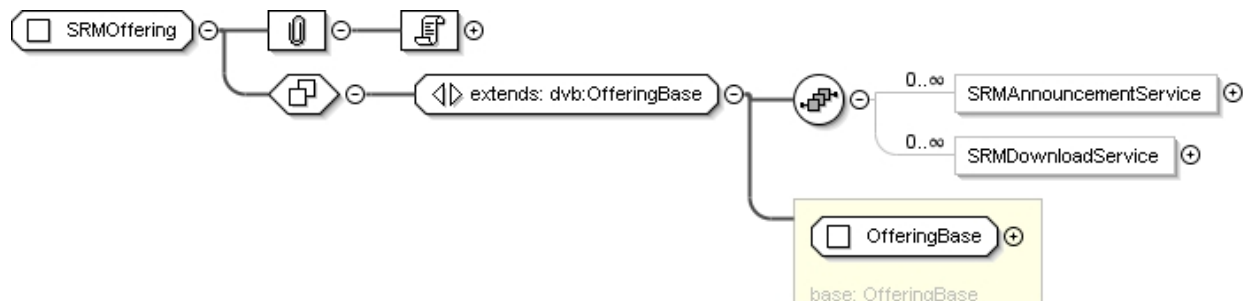 SRMOffering
extends: dvb:OfferingBase
0..∞
SRMAnnouncementService
0..∞
SRMDownloadService
OfferingBase
base: OfferingBase